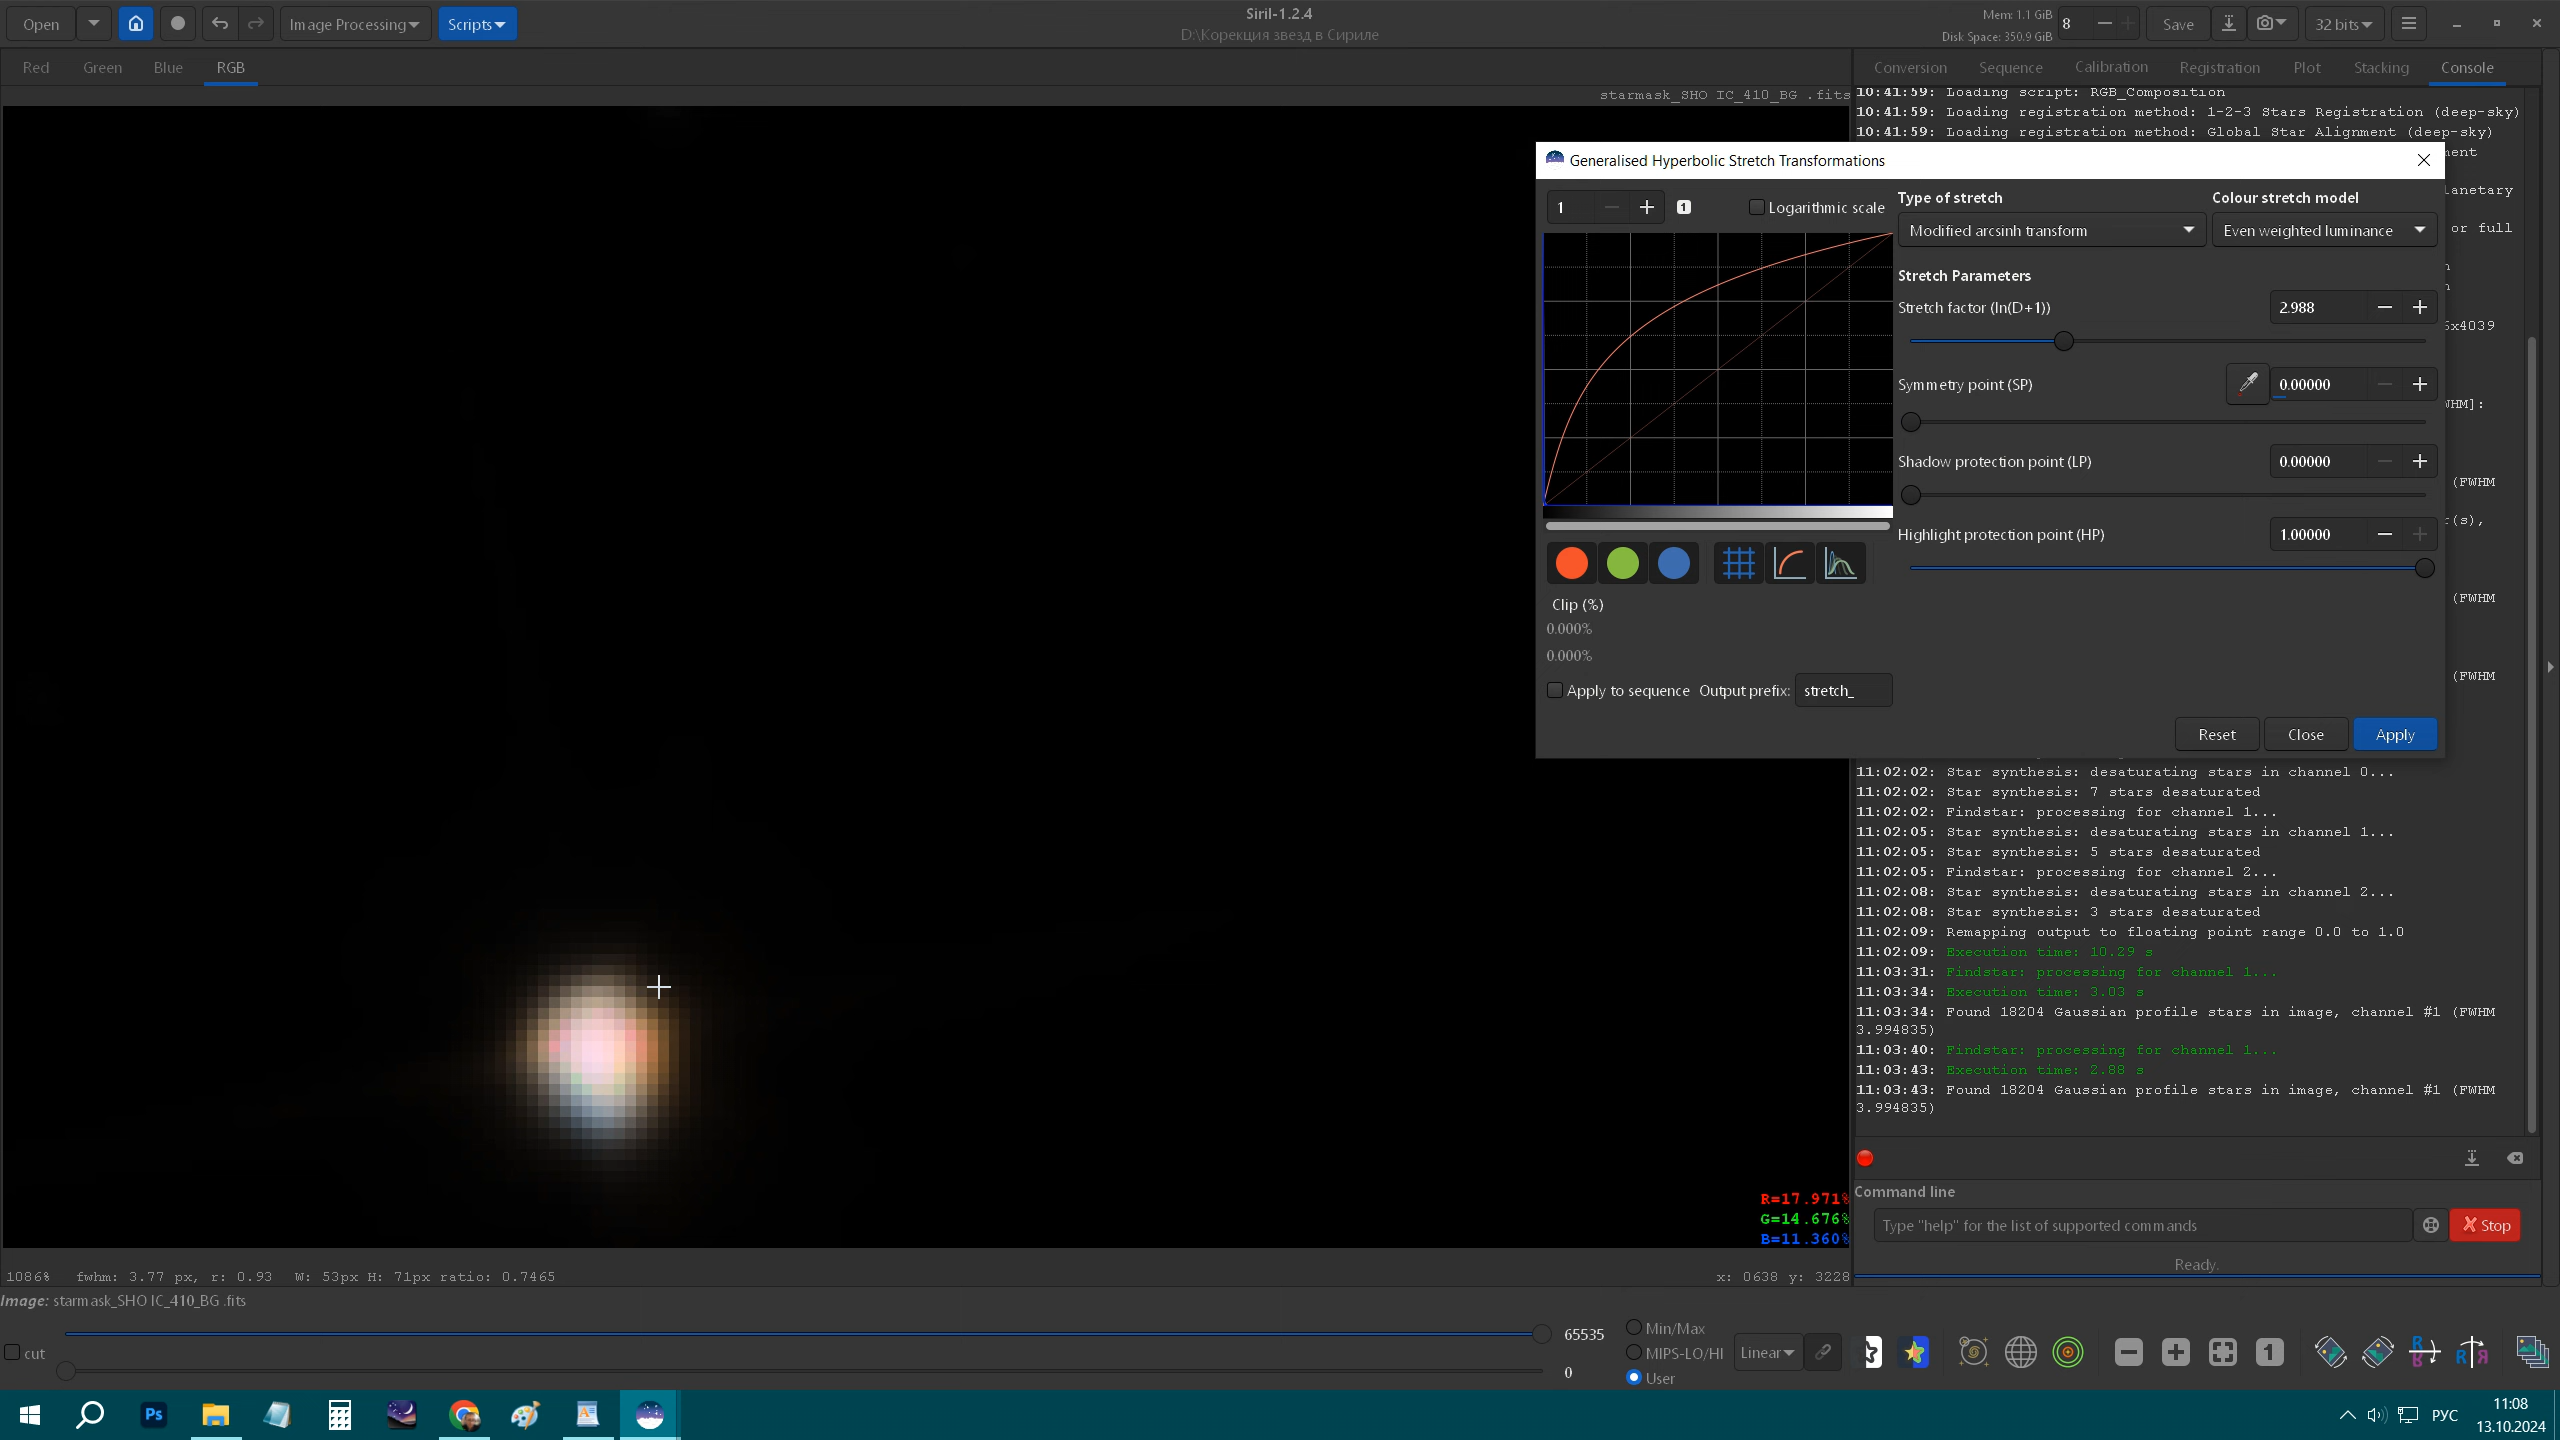 Open
Image Processing
Scripts
Siril-1.2.4
D:\Корекция звезд в Сириле
Mem: 1.1 GiB
Disk Space: 350.9 GiB
8
Save
32 bits
Red Green Blue RGB
Conversion Sequence Calibration Registration Plot Stacking Console
starmask_SHO IC_410_BG .fits
10:41:59: Loading script: RGB_Composition
10:41:59: Loading registration method: 1-2-3 Stars Registration (deep-sky)
10:41:59: Loading registration method: Global Star Alignment (deep-sky)
Generalised Hyperbolic Stretch Transformations
1
1
Logarithmic scale
Type of stretch
Modified arcsinh transform
Colour stretch model
Even weighted luminance
or full
Stretch Parameters
Stretch factor (ln(D+1))
2.988
x4039
Symmetry point (SP)
0.00000
Shadow protection point (LP)
0.00000
(FWHM
(s),
Highlight protection point (HP)
1.00000
Clip (%)
0.000%
(FWHM
0.000%
(FWHM
Apply to sequence
Output prefix:
stretch_
Reset
Close
Apply
11:02:02: Star synthesis: desaturating stars in channel 0...
11:02:02: Star synthesis: 7 stars desaturated
11:02:02: Findstar: processing for channel 1...
11:02:05: Star synthesis: desaturating stars in channel 1...
11:02:05: Star synthesis: 5 stars desaturated
11:02:05: Findstar: processing for channel 2...
11:02:08: Star synthesis: desaturating stars in channel 2...
11:02:08: Star synthesis: 3 stars desaturated
11:02:09: Remapping output to floating point range 0.0 to 1.0
11:02:09: Execution time: 10.29 s
11:03:31: Findstar: processing for channel 1...
11:03:34: Execution time: 3.03 s
11:03:34: Found 18204 Gaussian profile stars in image, channel #1 (FWHM
3.994835)
11:03:40: Findstar: processing for channel 1...
11:03:43: Execution time: 2.88 s
11:03:43: Found 18204 Gaussian profile stars in image, channel #1 (FWHM
3.994835)
R=17.971%
G=14.676%
B=11.360%
Command line
Type "help" for the list of supported commands
Stop
Ready.
1086% fwhm: 3.77 px, r: 0.93 W: 53px H: 71px ratio: 0.7465
x: 0638 y: 3228
Image: starmask_SHO IC_410_BG .fits
cut
65535
0
Min/Max
MIPS-LO/HI
User
Linear
1
R
R
R
Я
Ps
РУС
11:08
13.10.2024